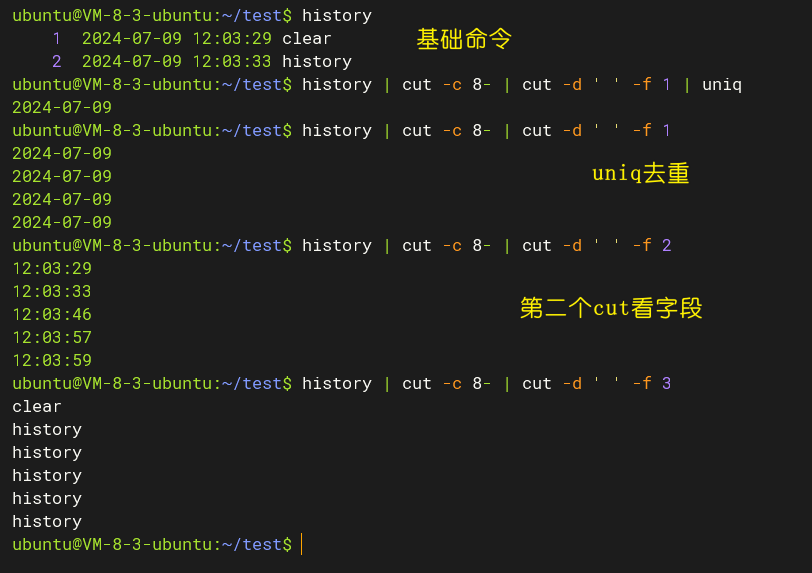 ubuntu@VM-8-3-ubuntu:~/test$ history
    1  2024-07-09 12:03:29 clear
基础命令
    2  2024-07-09 12:03:33 history
ubuntu@VM-8-3-ubuntu:~/test$ history | cut -c 8- | cut -d ' ' -f 1 | uniq
2024-07-09
ubuntu@VM-8-3-ubuntu:~/test$ history | cut -c 8- | cut -d ' ' -f 1
2024-07-09
2024-07-09
uniq去重
2024-07-09
2024-07-09
ubuntu@VM-8-3-ubuntu:~/test$ history | cut -c 8- | cut -d ' ' -f 2
12:03:29
12:03:33
第二个cut看字段
12:03:46
12:03:57
12:03:59
ubuntu@VM-8-3-ubuntu:~/test$ history | cut -c 8- | cut -d ' ' -f 3
clear
history
history
history
history
history
ubuntu@VM-8-3-ubuntu:~/test$